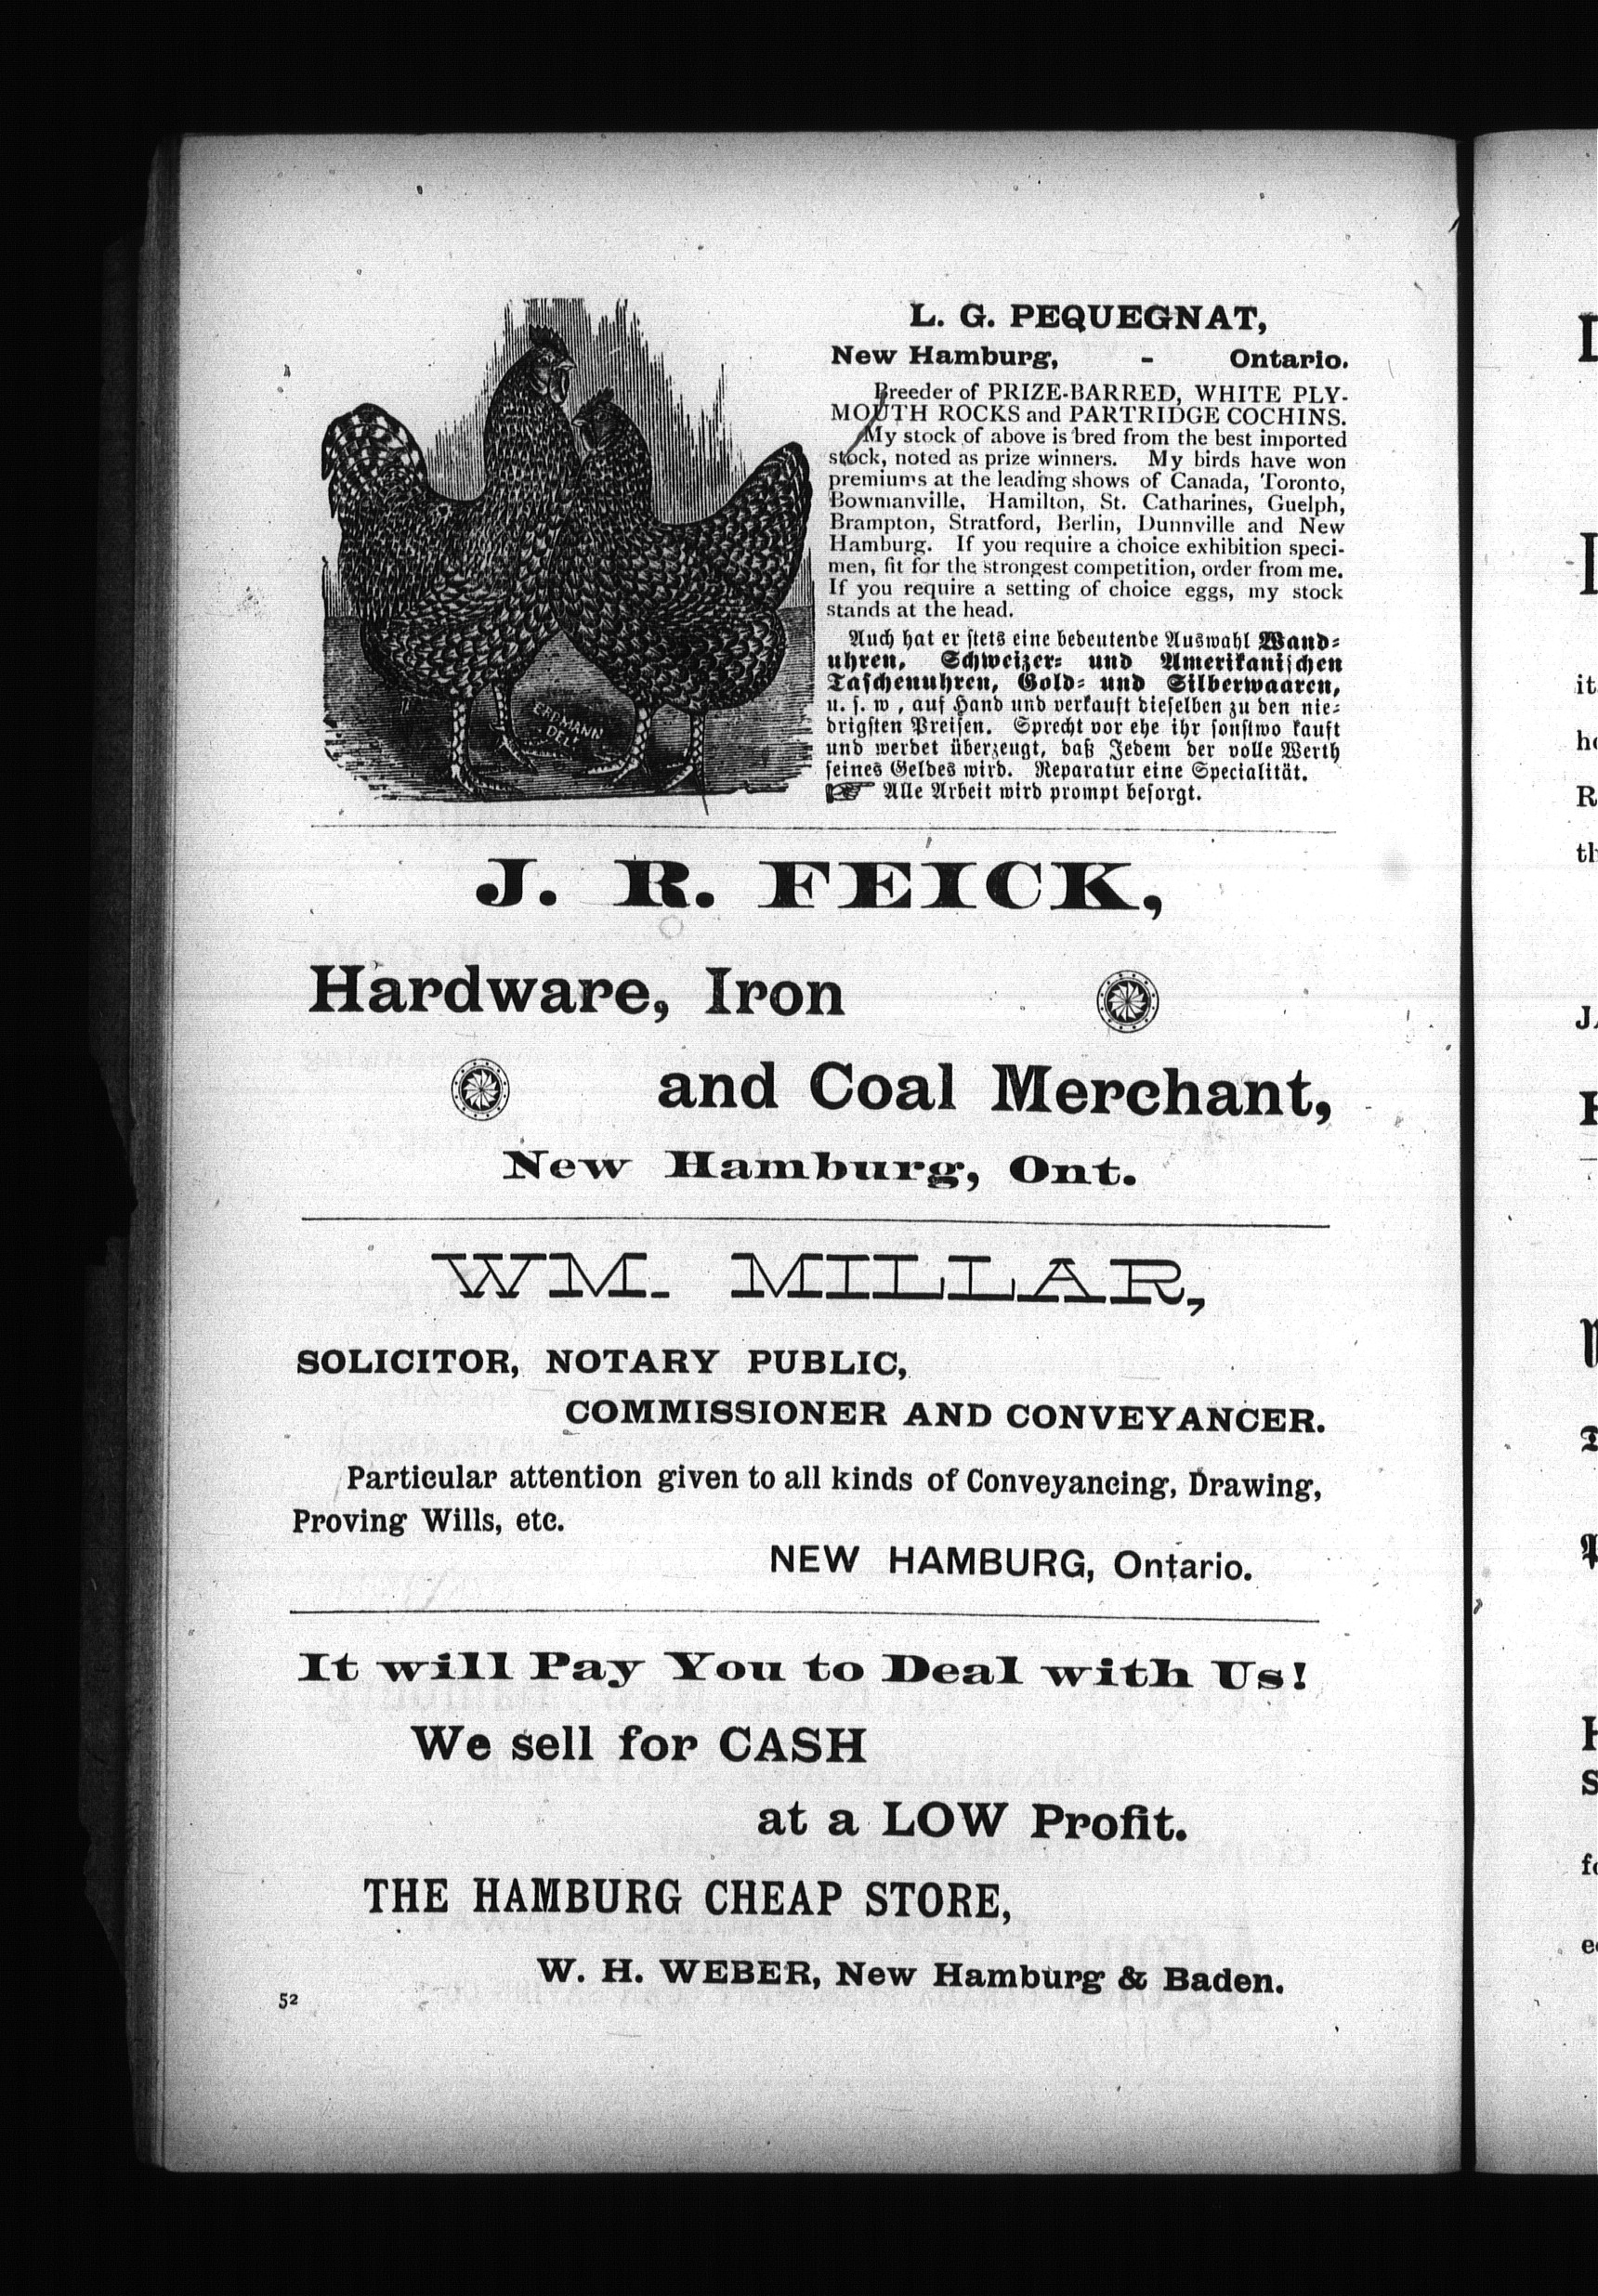 L. G. PEQUEGNAT,
New Hamburg, - Ontario.
Breeder of PRIZE-BARRED, WHITE PLY-
MOUTH ROCKS and PARTRIDGE COCHINS.
My stock of above is bred from the best imported
stock, noted as prize winners. My birds have won
premiums at the leading shows of Canada, Toronto,
Bowmanville, Hamilton, St. Catharines, Guelph,
Brampton, Stratford, Berlin, Dunnville and New
Hamburg. If you require a choice exhibition speci-
men, fit for the strongest competition, order from me.
If you require a setting of choice eggs, my stock
stands at the head.
Auch hat er stets eine bedeutende Auswahl Wand-
uhren, Schweizer- und Amerikanischen
Taschenuhren, Gold- und Silberwaaren,
u. s. w , auf Hand und verkauft dieselben zu den nie-
drigsten Preisen. Sprecht vor ehe ihr sonstwo kauft
und werdet überzeugt, daß Jedem der volle Werth
seines Geldes wird. Reparatur eine Specialität.
☞ Alle Arbeit wird prompt besorgt.
ERDMANN
DEL.
J. R. FEICK,
Hardware, Iron
and Coal Merchant,
New Hamburg, Ont.
WM. MILLAR,
SOLICITOR, NOTARY PUBLIC,
COMMISSIONER AND CONVEYANCER.
Particular attention given to all kinds of Conveyancing, Drawing,
Proving Wills, etc.
NEW HAMBURG, Ontario.
It will Pay You to Deal with Us!
We sell for CASH
at a LOW Profit.
THE HAMBURG CHEAP STORE,
W. H. WEBER, New Hamburg & Baden.
52